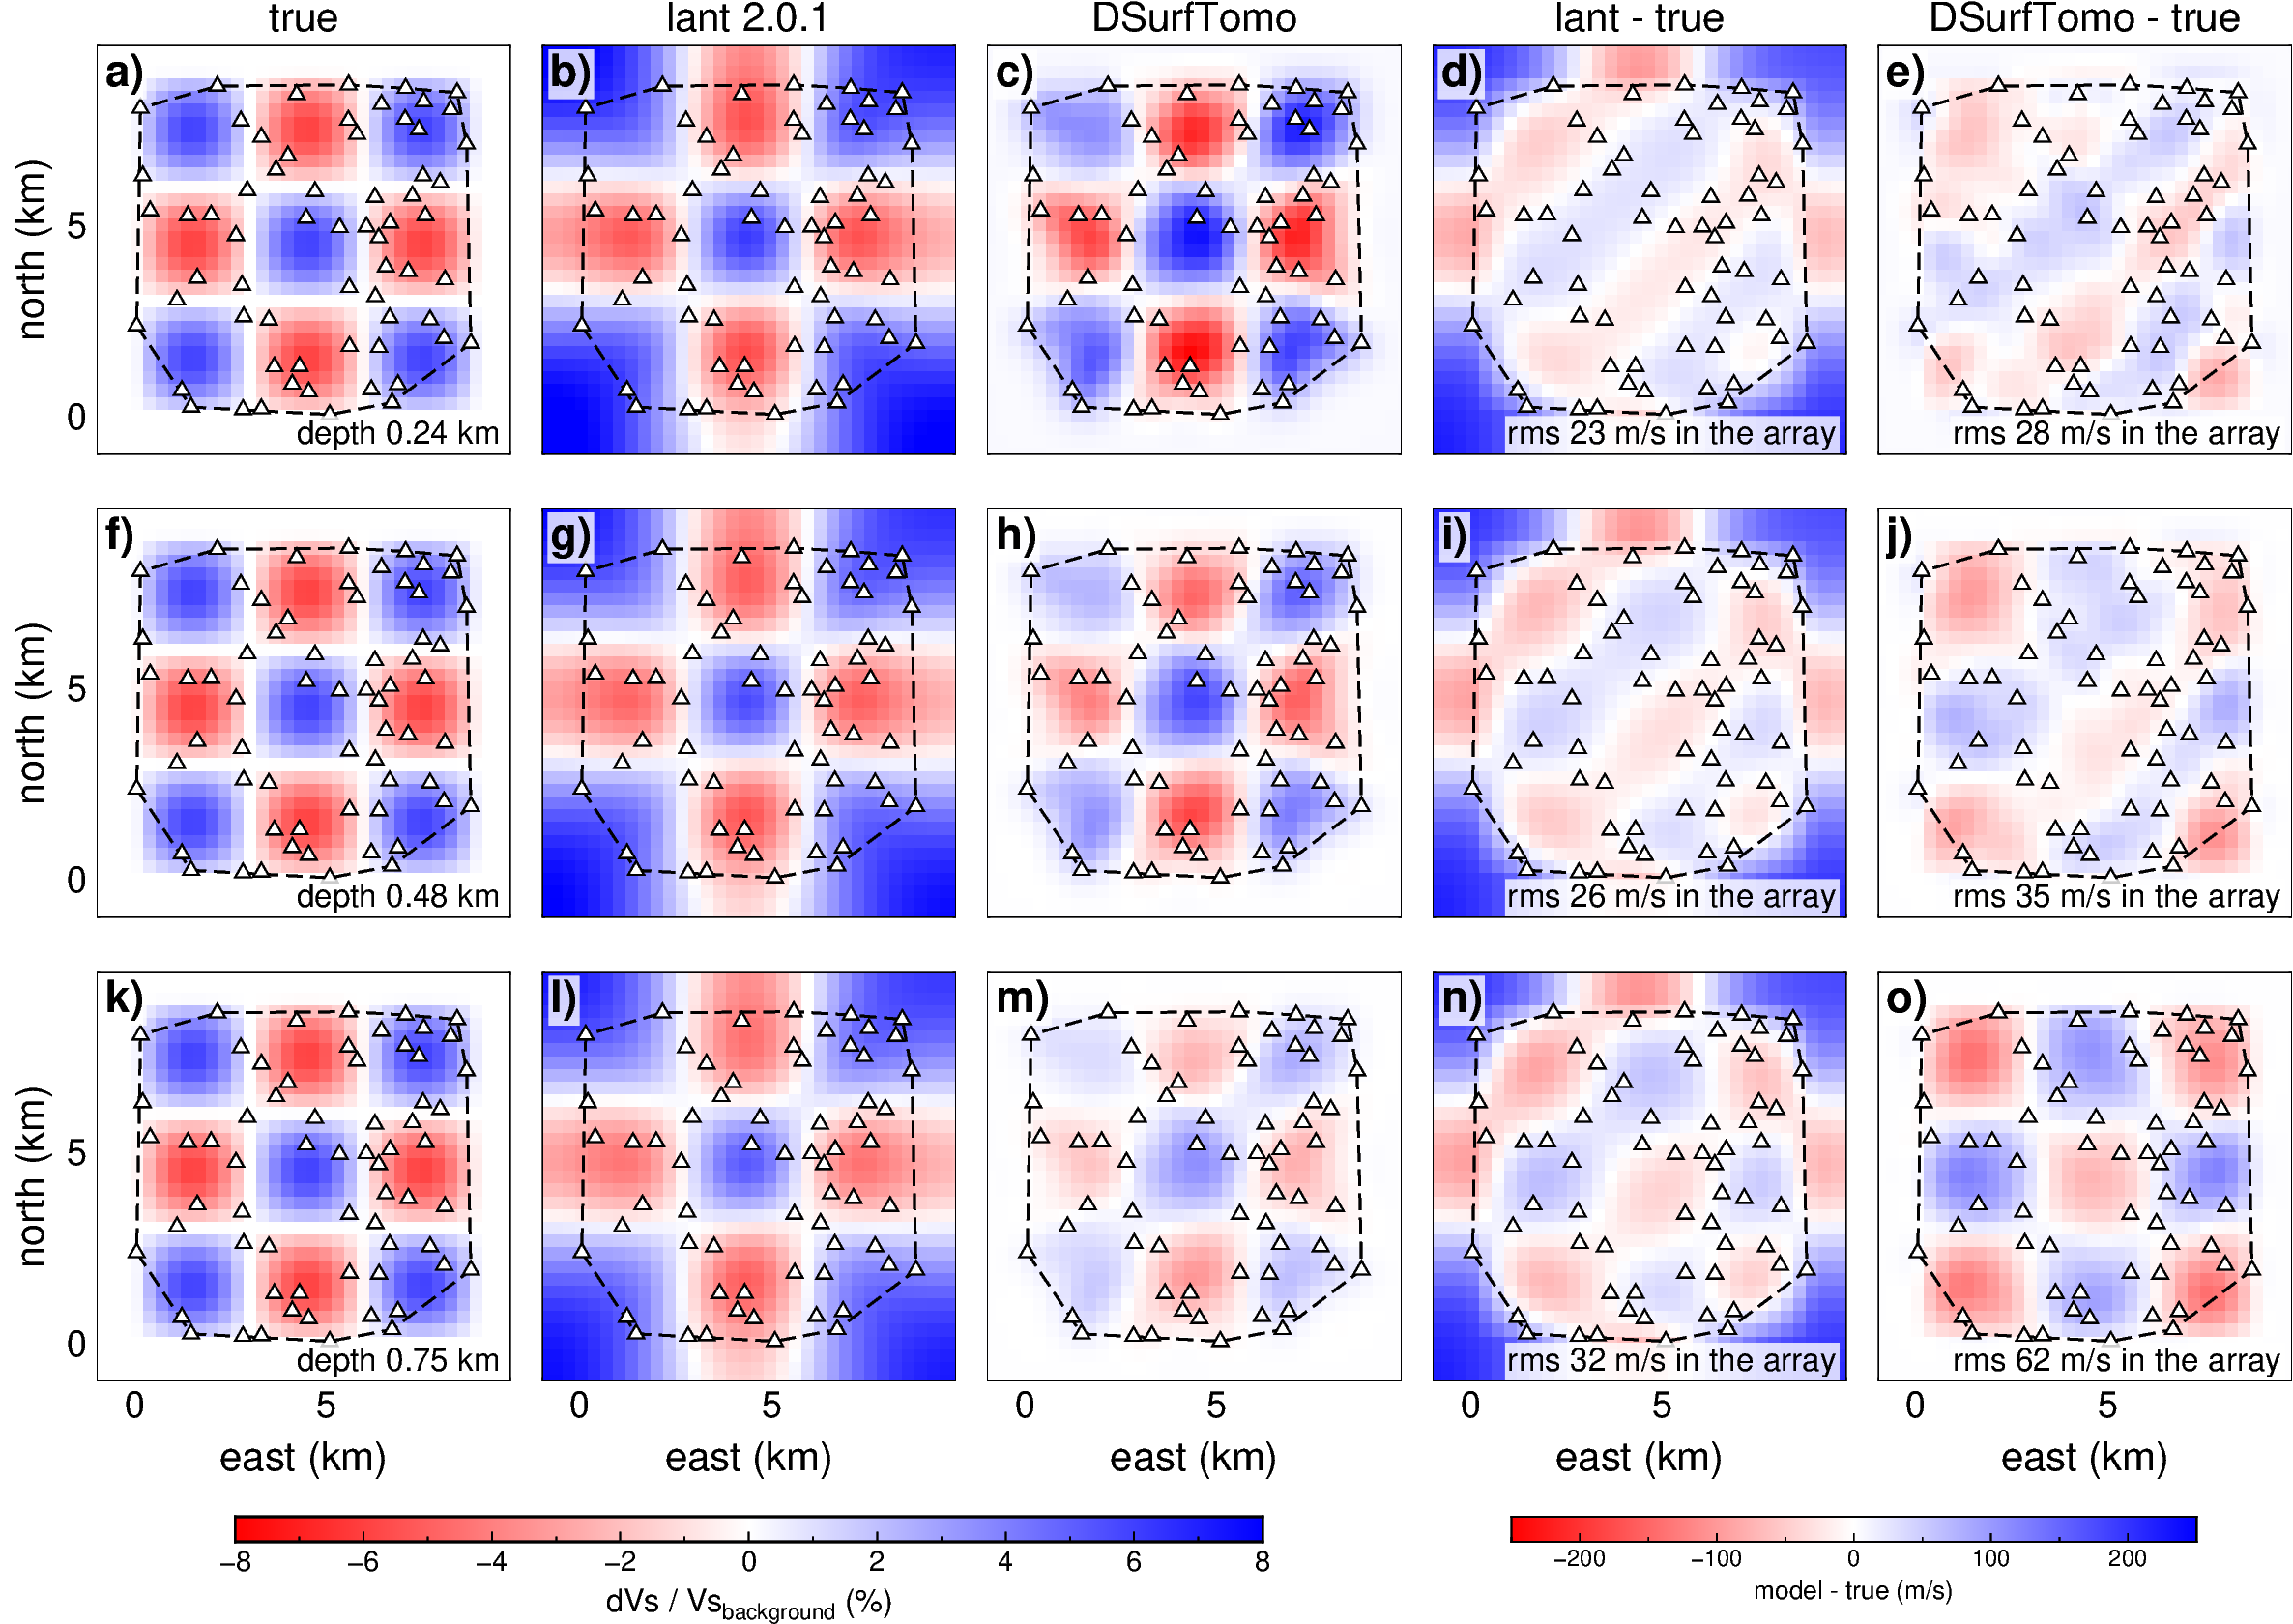 true
lant 2.0.1
DSurfTomo
lant - true
DSurfTomo - true
a)
b)
c)
d)
e)
north (km)
5
0
depth 0.24 km
rms 23 m/s in the array
rms 28 m/s in the array
f)
g)
h)
i)
j)
north (km)
5
0
depth 0.48 km
rms 26 m/s in the array
rms 35 m/s in the array
k)
l)
m)
n)
o)
north (km)
5
0
depth 0.75 km
rms 32 m/s in the array
rms 62 m/s in the array
0 5
0 5
0 5
0 5
0 5
east (km)
east (km)
east (km)
east (km)
east (km)
−8 −6 −4 −2 0 2 4 6 8
dVs / Vsbackground (%)
−200 −100 0 100 200
model - true (m/s)